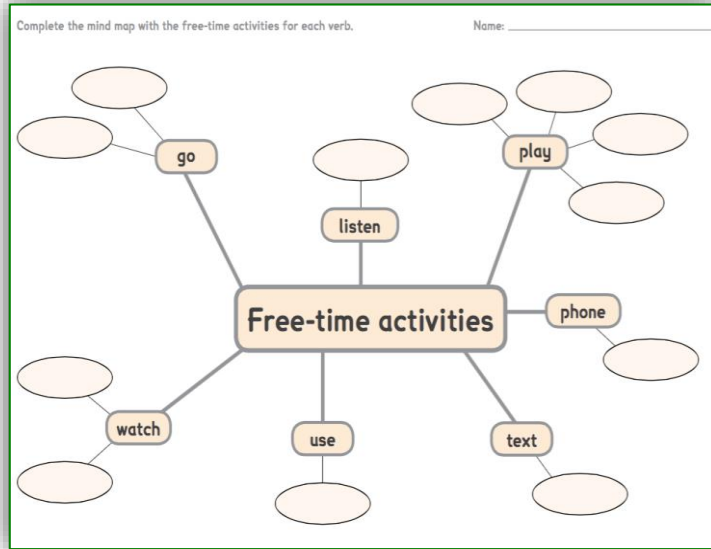 Complete the mind map with the free-time activities for each verb.
Name:
go
play
listen
Free-time activities
phone
watch
use
text